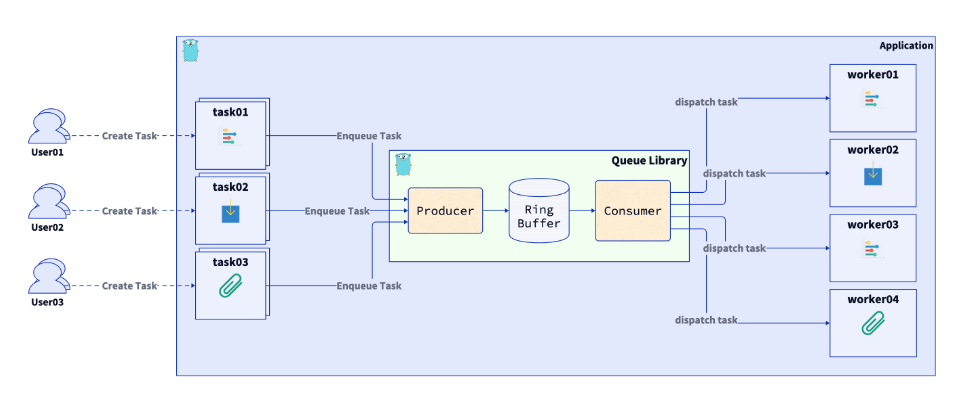 Application
User01
User02
User03
Create Task
Create Task
Create Task
task01
task02
task03
Enqueue Task
Enqueue Task
Enqueue Task
Queue Library
Producer
Ring
Buffer
Consumer
dispatch task
dispatch task
dispatch task
dispatch task
worker01
worker02
worker03
worker04